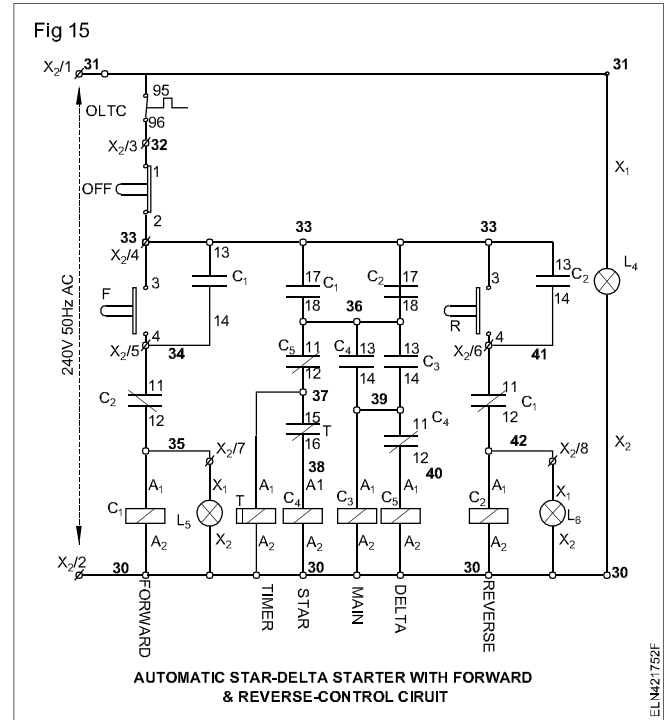 Fig 15
X2/1 31 31
95
OLTC
96
X2/3 32
1
OFF
2
X1
33 33 33
X2/4
13 C1 14
17 C1 18
C2 17 18
13 C2 14
L4
F 3 4
R 3 4
36
X2/5 34
X2/6 41
C5 11 12
C4 13 14
13 C3 14
240V 50Hz AC
C2 11 12
37
39
11 C1 12
15 T 16
11 C4 12
35 X2/7
38
40
42 X2/8
X2
A1 X1 A1 A1 A1 A1 A1 X1
C1 L5 T C4 C3 C5 C2 L6
A2 X2 A2 A2 A2 A2 A2 X2
X2/2 30 30 30 30
FORWARD
TIMER
STAR
MAIN
DELTA
REVERSE
AUTOMATIC STAR-DELTA STARTER WITH FORWARD
& REVERSE-CONTROL CIRUIT
ELN421752F